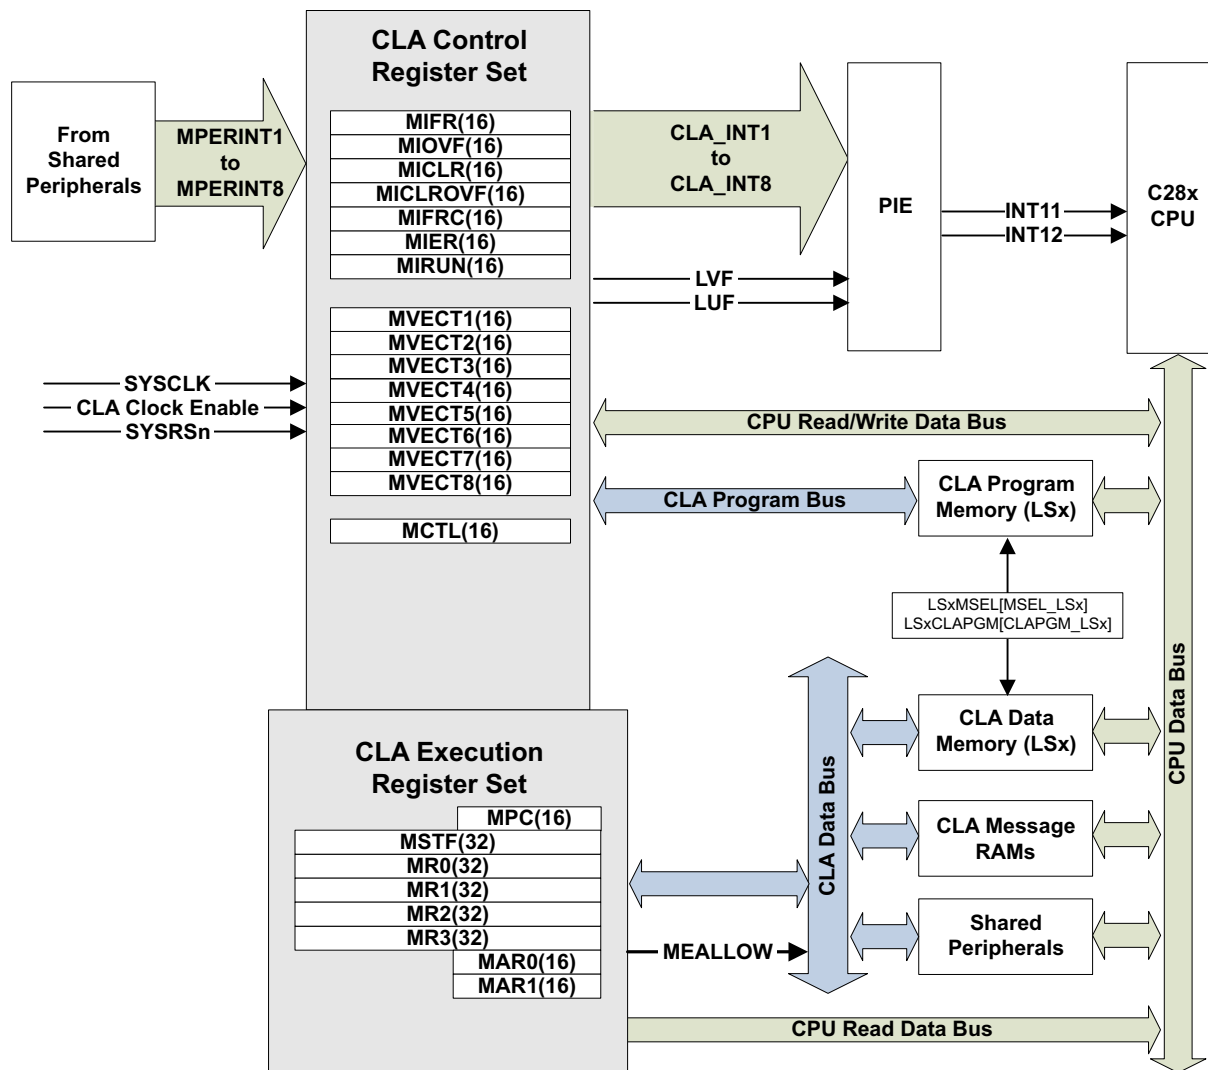 CLA Control
Register Set
From
Shared
Peripherals
MPERINT1
to
MPERINT8
MIFR(16)
MIOVF(16)
MICLR(16)
MICLROVF(16)
MIFRC(16)
MIER(16)
MIRUN(16)
CLA_INT1
to
CLA_INT8
LVF
LUF
PIE
INT11
INT12
C28x
CPU
MVECT1(16)
MVECT2(16)
MVECT3(16)
MVECT4(16)
MVECT5(16)
MVECT6(16)
MVECT7(16)
MVECT8(16)
SYSCLK
CLA Clock Enable
SYSRSn
CPU Read/Write Data Bus
CLA Program Bus
CLA Program
Memory (LSx)
MCTL(16)
LSxMSEL[MSEL_LSx]
LSxCLAPGM[CLAPGM_LSx]
CLA Data
Memory (LSx)
CPU Data Bus
CLA Data Bus
CLA Message
RAMs
Shared
Peripherals
CLA Execution
Register Set
MPC(16)
MSTF(32)
MR0(32)
MR1(32)
MR2(32)
MR3(32)
MAR0(16)
MAR1(16)
MEALLOW
CPU Read Data Bus